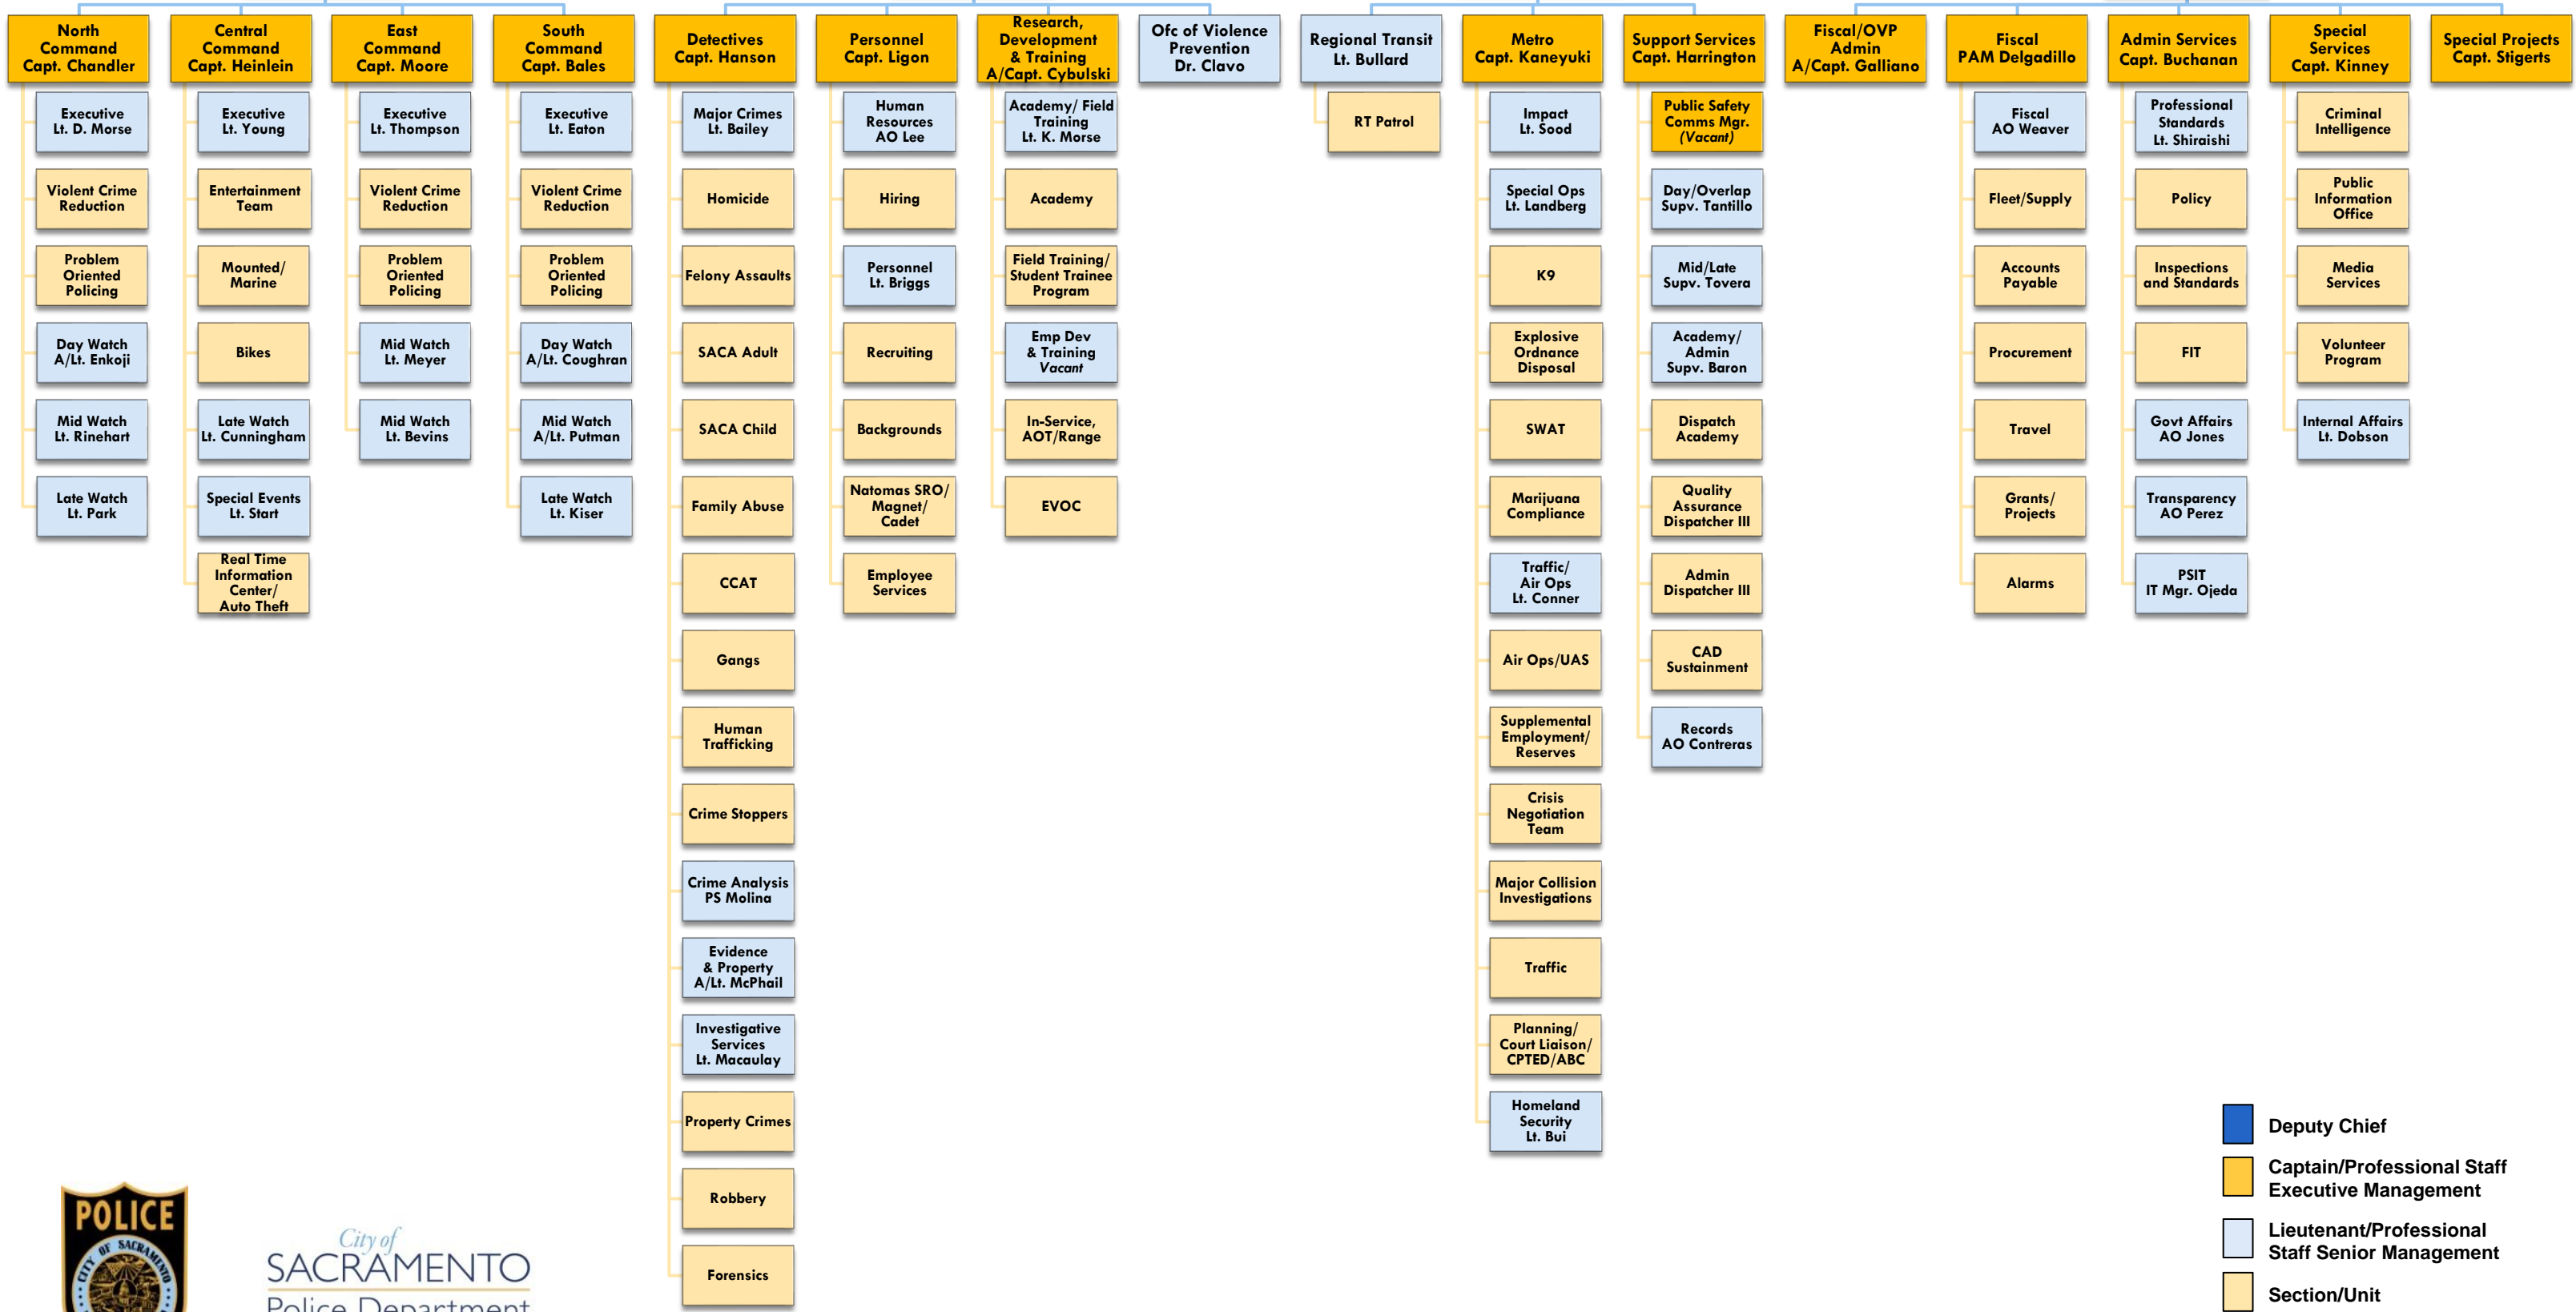 North
Command
Capt. Chandler
Executive
Lt. D. Morse
Violent Crime
Reduction
Problem
Oriented
Policing
Day Watch
A/Lt. Enkoji
Mid Watch
Lt. Rinehart
Late Watch
Lt. Park
Central
Command
Capt. Heinlein
Executive
Lt. Young
Entertainment
Team
Mounted/
Marine
Bikes
Late Watch
Lt. Cunningham
Special Events
Lt. Start
Real Time
Information
Center/
Auto Theft
East
Command
Capt. Moore
Executive
Lt. Thompson
Violent Crime
Reduction
Problem
Oriented
Policing
Mid Watch
Lt. Meyer
Mid Watch
Lt. Bevins
South
Command
Capt. Bales
Executive
Lt. Eaton
Violent Crime
Reduction
Problem
Oriented
Policing
Day Watch
A/Lt. Coughran
Mid Watch
A/Lt. Putman
Late Watch
Lt. Kiser
Detectives
Capt. Hanson
Major Crimes
Lt. Bailey
Homicide
Felony Assaults
SACA Adult
SACA Child
Family Abuse
CCAT
Gangs
Human
Trafficking
Crime Stoppers
Crime Analysis
PS Molina
Evidence
& Property
A/Lt. McPhail
Investigative
Services
Lt. Macaulay
Property Crimes
Robbery
Forensics
Personnel
Capt. Ligon
Human
Resources
AO Lee
Hiring
Personnel
Lt. Briggs
Recruiting
Backgrounds
Natomas SRO/
Magnet/
Cadet
Employee
Services
Research,
Development
& Training
A/Capt. Cybulski
Academy/ Field
Training
Lt. K. Morse
Academy
Field Training/
Student Trainee
Program
Emp Dev
& Training
Vacant
In-Service,
AOT/Range
EVOC
Ofc of Violence
Prevention
Dr. Clavo
Regional Transit
Lt. Bullard
RT Patrol
Metro
Capt. Kaneyuki
Impact
Lt. Sood
Special Ops
Lt. Landberg
K9
Explosive
Ordnance
Disposal
SWAT
Marijuana
Compliance
Traffic/
Air Ops
Lt. Conner
Air Ops/UAS
Supplemental
Employment/
Reserves
Crisis
Negotiation
Team
Major Collision
Investigations
Traffic
Planning/
Court Liaison/
CPTED/ABC
Homeland
Security
Lt. Bui
Support Services
Capt. Harrington
Public Safety
Comms Mgr.
(Vacant)
Day/Overlap
Supv. Tantillo
Mid/Late
Supv. Tovera
Academy/
Admin
Supv. Baron
Dispatch
Academy
Quality
Assurance
Dispatcher III
Admin
Dispatcher III
CAD
Sustainment
Records
AO Contreras
Fiscal/OVP
Admin
A/Capt. Galliano
Fiscal
PAM Delgadillo
Fiscal
AO Weaver
Fleet/Supply
Accounts
Payable
Procurement
Travel
Grants/
Projects
Alarms
Admin Services
Capt. Buchanan
Professional
Standards
Lt. Shiraishi
Policy
Inspections
and Standards
FIT
Govt Affairs
AO Jones
Transparency
AO Perez
PSIT
IT Mgr. Ojeda
Special
Services
Capt. Kinney
Criminal
Intelligence
Public
Information
Office
Media
Services
Volunteer
Program
Internal Affairs
Lt. Dobson
Special Projects
Capt. Stigerts
Deputy Chief
Captain/Professional Staff
Executive Management
Lieutenant/Professional
Staff Senior Management
Section/Unit
POLICE
CITY OF SACRAMENTO
City of
SACRAMENTO
Police Department